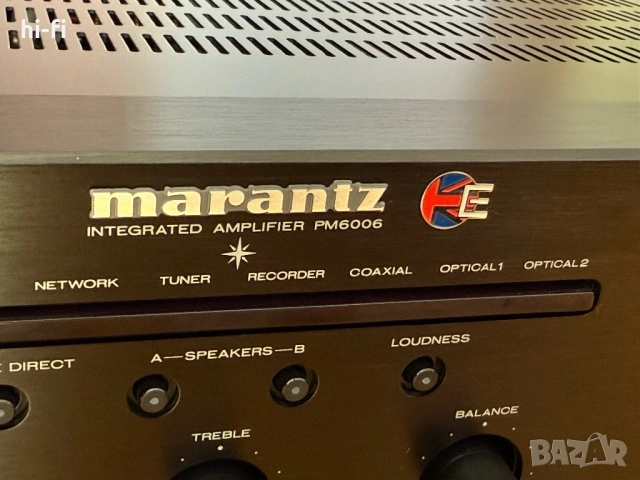 hi-fi
marantz
INTEGRATED AMPLIFIER PM6006
E
NETWORK TUNER RECORDER COAXIAL OPTICAL1 OPTICAL2
DIRECT A—SPEAKERS—B LOUDNESS
TREBLE BALANCE
BAZAR